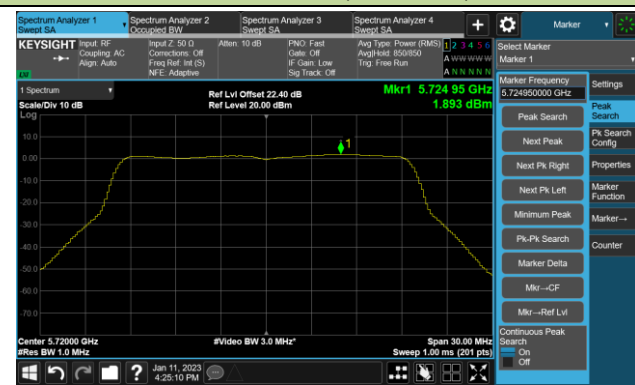 Spectrum Analyzer 1
Swept SA
Spectrum Analyzer 2
Occupied BW
Spectrum Analyzer 3
Swept SA
Spectrum Analyzer 4
Swept SA
+
Marker
KEYSIGHT
Input: RF
Coupling: AC
Align: Auto
Input Z: 50 Ω
Corrections: Off
Freq Ref: Int (S)
NFE: Adaptive
Atten: 10 dB
PNO: Fast
Gate: Off
IF Gain: Low
Sig Track: Off
Avg Type: Power (RMS)
Avg|Hold: 850/850
Trig: Free Run
1 2 3 4 5 6
A W W W W W
A N N N N N
Select Marker
Marker 1
1 Spectrum
Scale/Div 10 dB
Log
Ref Lvl Offset 22.40 dB
Ref Level 20.00 dBm
Mkr1 5.724 95 GHz
1.893 dBm
10.0
0.00
-10.0
-20.0
-30.0
-40.0
-50.0
-60.0
-70.0
1
Center 5.72000 GHz
#Res BW 1.0 MHz
#Video BW 3.0 MHz*
Span 30.00 MHz
Sweep 1.00 ms (201 pts)
Marker Frequency
5.724950000 GHz
Peak Search
Next Peak
Next Pk Right
Next Pk Left
Minimum Peak
Pk-Pk Search
Marker Delta
Mkr→CF
Mkr→Ref Lvl
Continuous Peak
Search
On
Off
Settings
Peak
Search
Pk Search
Config
Properties
Marker
Function
Marker→
Counter
?
Jan 11, 2023
4:25:10 PM